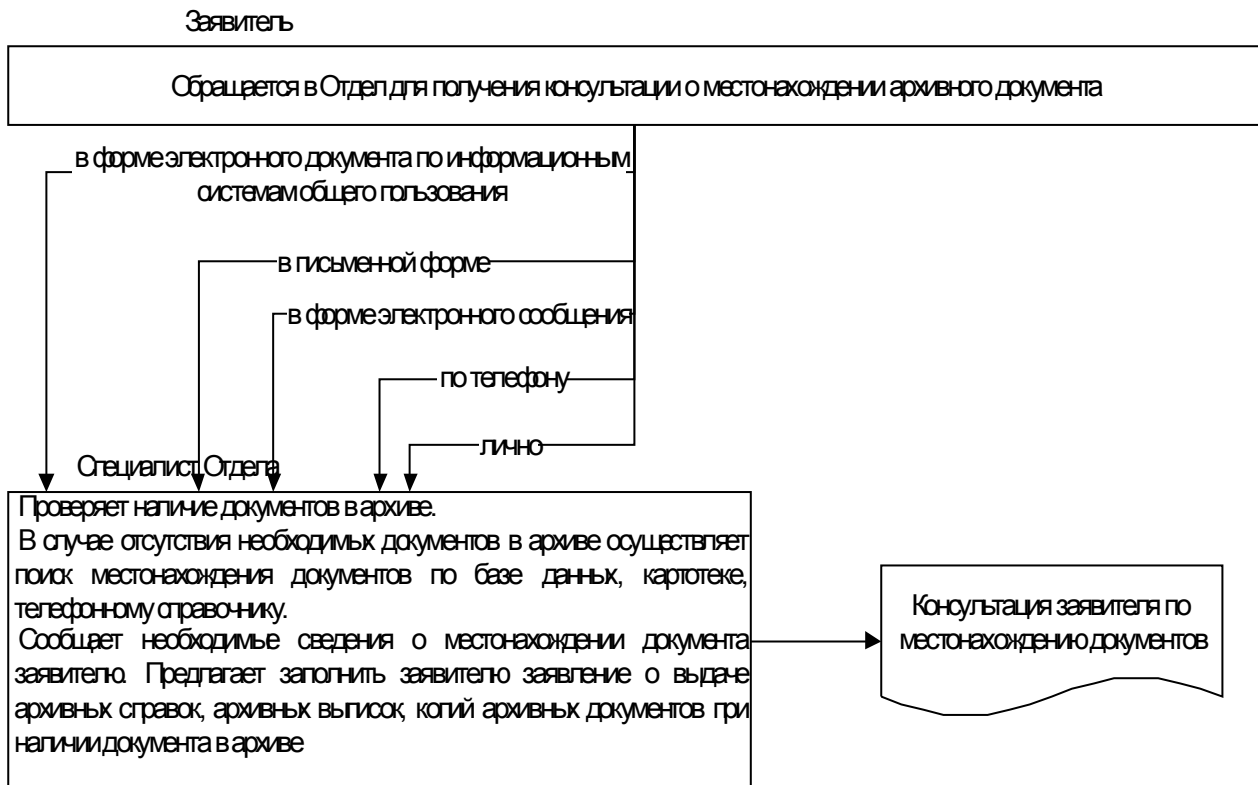 Заявитель
Обращается в Отдел для получения консультации о местонахождении архивного документа
в форме электронного документа по информационным
системам общего пользования
в письменной форме
в форме электронного сообщения
по телефону
лично
Специалист Отдела
Проверяет наличие документов в архиве.
В случае отсутствия необходимых документов в архиве осуществляет
поиск местонахождения документов по базе данных, картотеке,
телефонному справочнику.
Сообщает необходимые сведения о местонахождении документа
заявителю. Предлагает заполнить заявителю заявление о выдаче
архивных справок, архивных выписок, копий архивных документов при
наличии документа в архиве
Консультация заявителя по
местонахождению документов